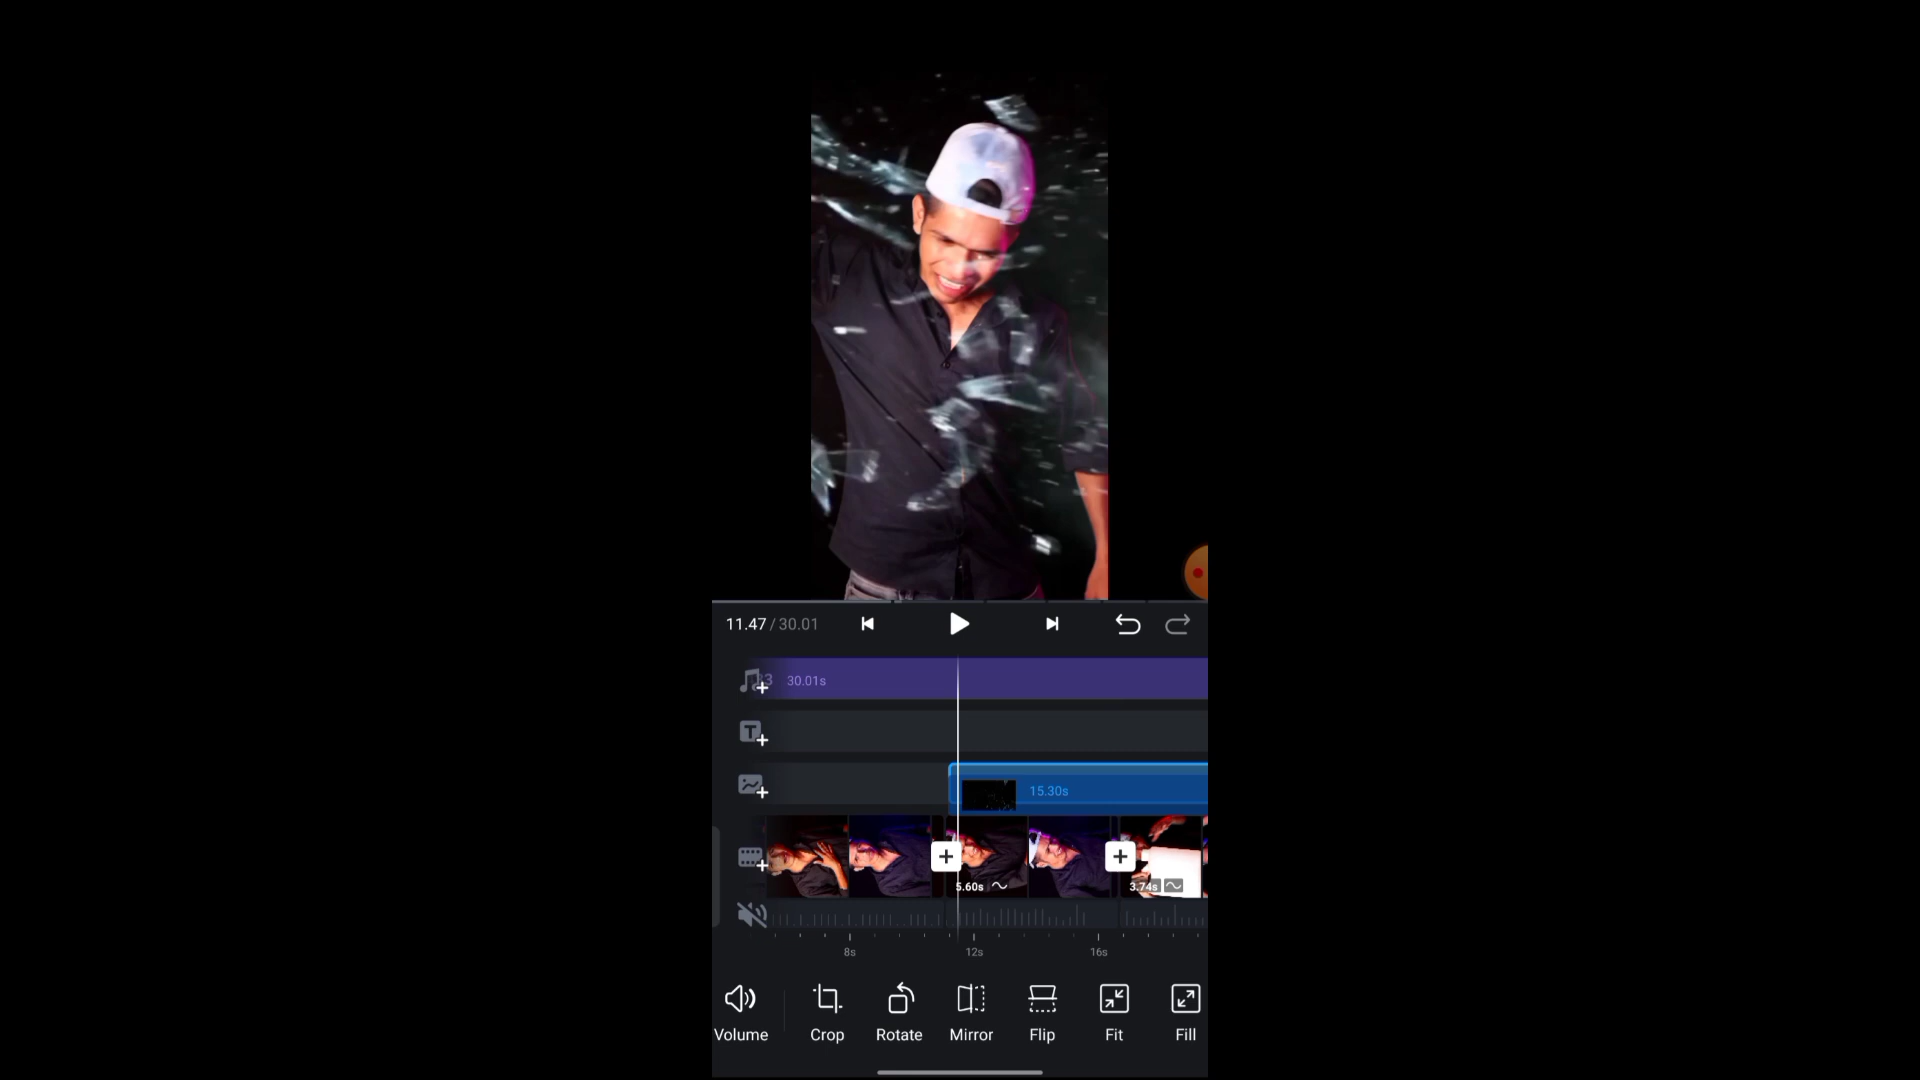 11.47 / 30.01
3 30.01s
T
15.30s
5.60s
3.74s
8s 12s 16s
Volume Crop Rotate Mirror Flip Fit Fill